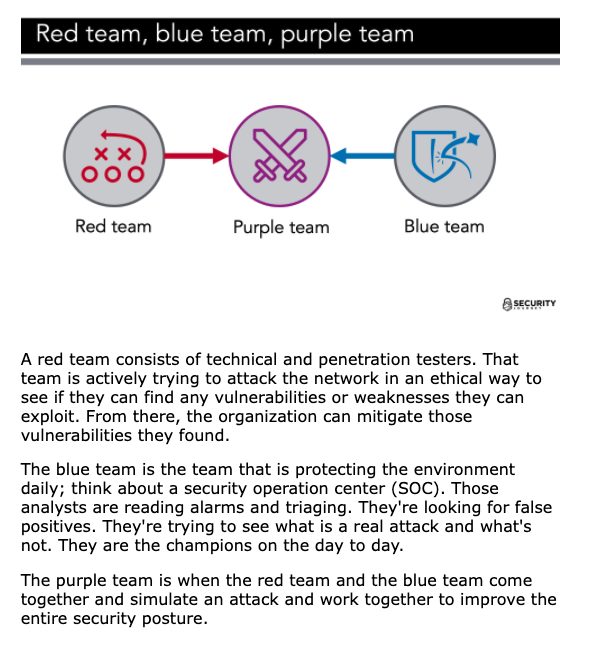 Red team, blue team, purple team
Red team
Purple team
Blue team
SECURITY
JOURNEY
A red team consists of technical and penetration testers. That
team is actively trying to attack the network in an ethical way to
see if they can find any vulnerabilities or weaknesses they can
exploit. From there, the organization can mitigate those
vulnerabilities they found.
The blue team is the team that is protecting the environment
daily; think about a security operation center (SOC). Those
analysts are reading alarms and triaging. They're looking for false
positives. They're trying to see what is a real attack and what's
not. They are the champions on the day to day.
The purple team is when the red team and the blue team come
together and simulate an attack and work together to improve the
entire security posture.